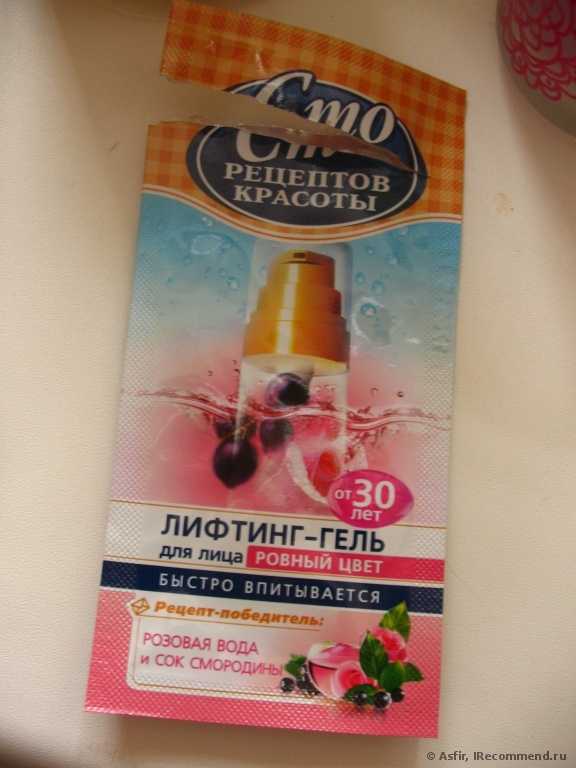 Сто
РЕЦЕПТОВ
КРАСОТЫ
от 30
лет
ЛИФТИНГ-ГЕЛЬ
для лица РОВНЫЙ ЦВЕТ
БЫСТРО ВПИТЫВАЕТСЯ
Рецепт-победитель:
РОЗОВАЯ ВОДА
и СОК СМОРОДИНЫ
© Asfir, IRecommend.ru